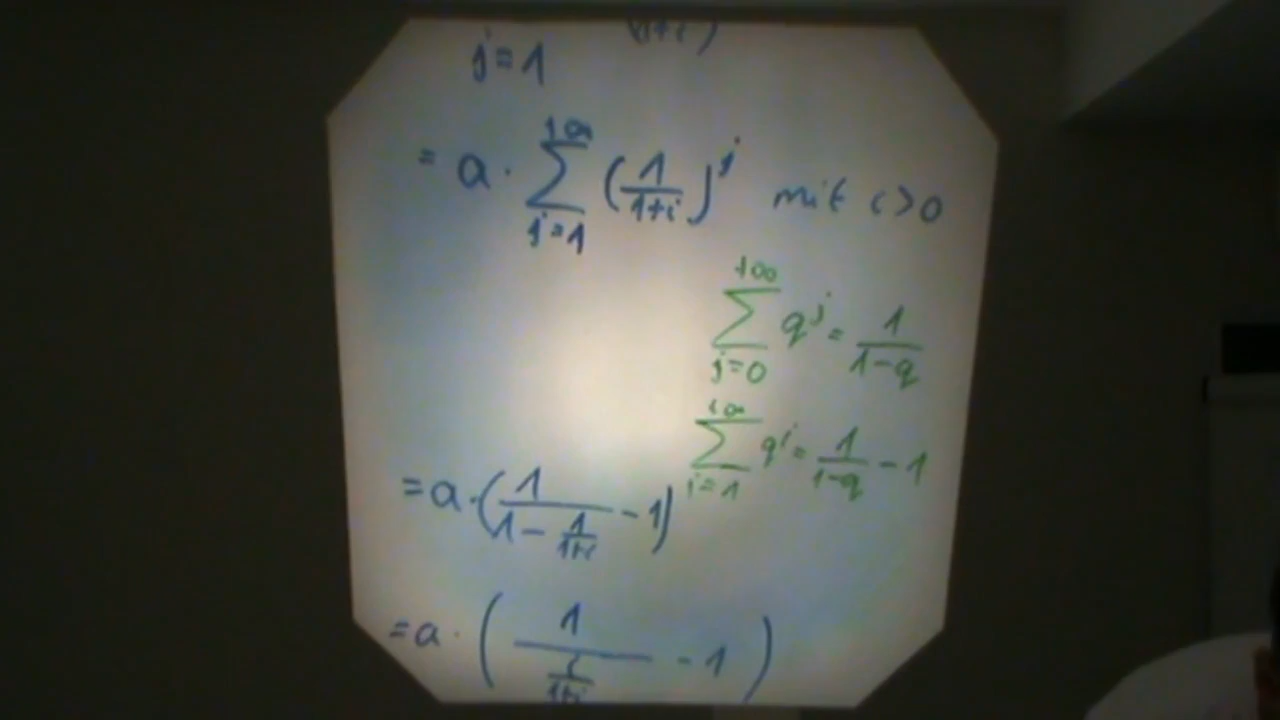 j=1 (1+i)
= a · ∑_{j=1}^{+∞} (1/(1+i))^j mit i>0
∑_{j=0}^{+∞} q^j = 1/(1-q)
∑_{j=1}^{+∞} q^j = 1/(1-q) - 1
= a · (1/(1 - 1/(1+i)) - 1)
= a · (1/(i/(1+i)) - 1)